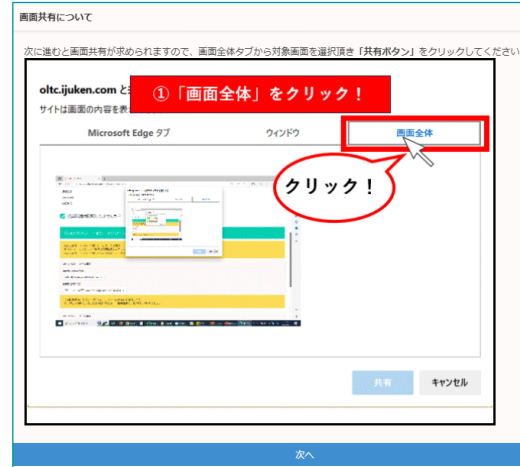 画面共有について
次に進むと画面共有が求められますので、画面全体タブから対象画面を選択頂き「共有ボタン」をクリックしてください
oltc.ijuken.com と
①「画面全体」をクリック！
サイトは画面の内容を表
Microsoft Edge タブ
ウィンドウ
画面全体
クリック！
共有
キャンセル
次へ